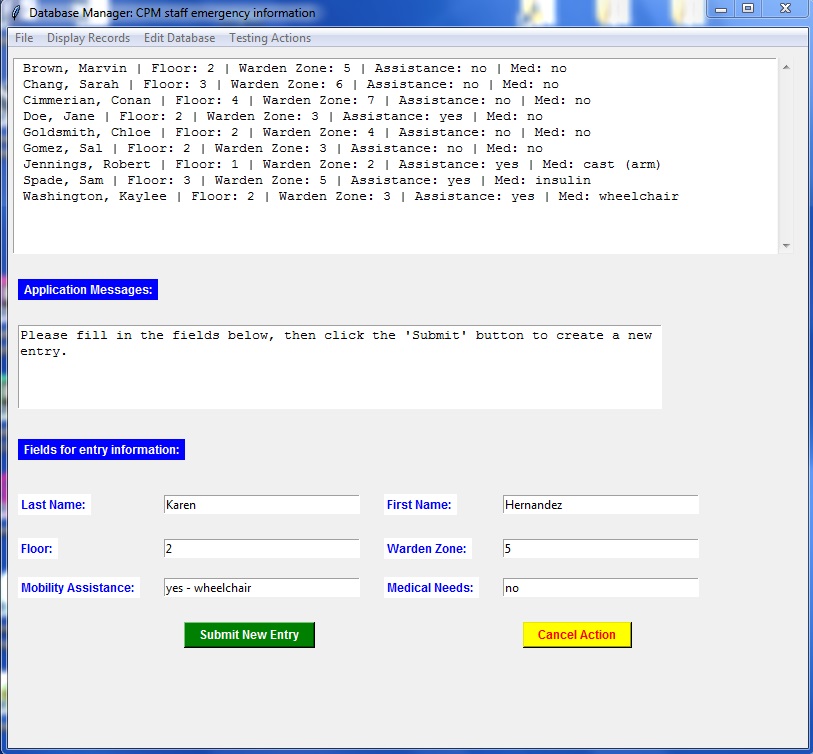 Database Manager: CPM staff emergency information
File Display Records Edit Database Testing Actions
Brown, Marvin | Floor: 2 | Warden Zone: 5 | Assistance: no | Med: no
Chang, Sarah | Floor: 3 | Warden Zone: 6 | Assistance: no | Med: no
Cimmerian, Conan | Floor: 4 | Warden Zone: 7 | Assistance: no | Med: no
Doe, Jane | Floor: 2 | Warden Zone: 3 | Assistance: yes | Med: no
Goldsmith, Chloe | Floor: 2 | Warden Zone: 4 | Assistance: no | Med: no
Gomez, Sal | Floor: 2 | Warden Zone: 3 | Assistance: no | Med: no
Jennings, Robert | Floor: 1 | Warden Zone: 2 | Assistance: yes | Med: cast (arm)
Spade, Sam | Floor: 3 | Warden Zone: 5 | Assistance: yes | Med: insulin
Washington, Kaylee | Floor: 2 | Warden Zone: 3 | Assistance: yes | Med: wheelchair
Application Messages:
Please fill in the fields below, then click the 'Submit' button to create a new
entry.
Fields for entry information:
Last Name: Karen First Name: Hernandez
Floor: 2 Warden Zone: 5
Mobility Assistance: yes - wheelchair Medical Needs: no
Submit New Entry Cancel Action